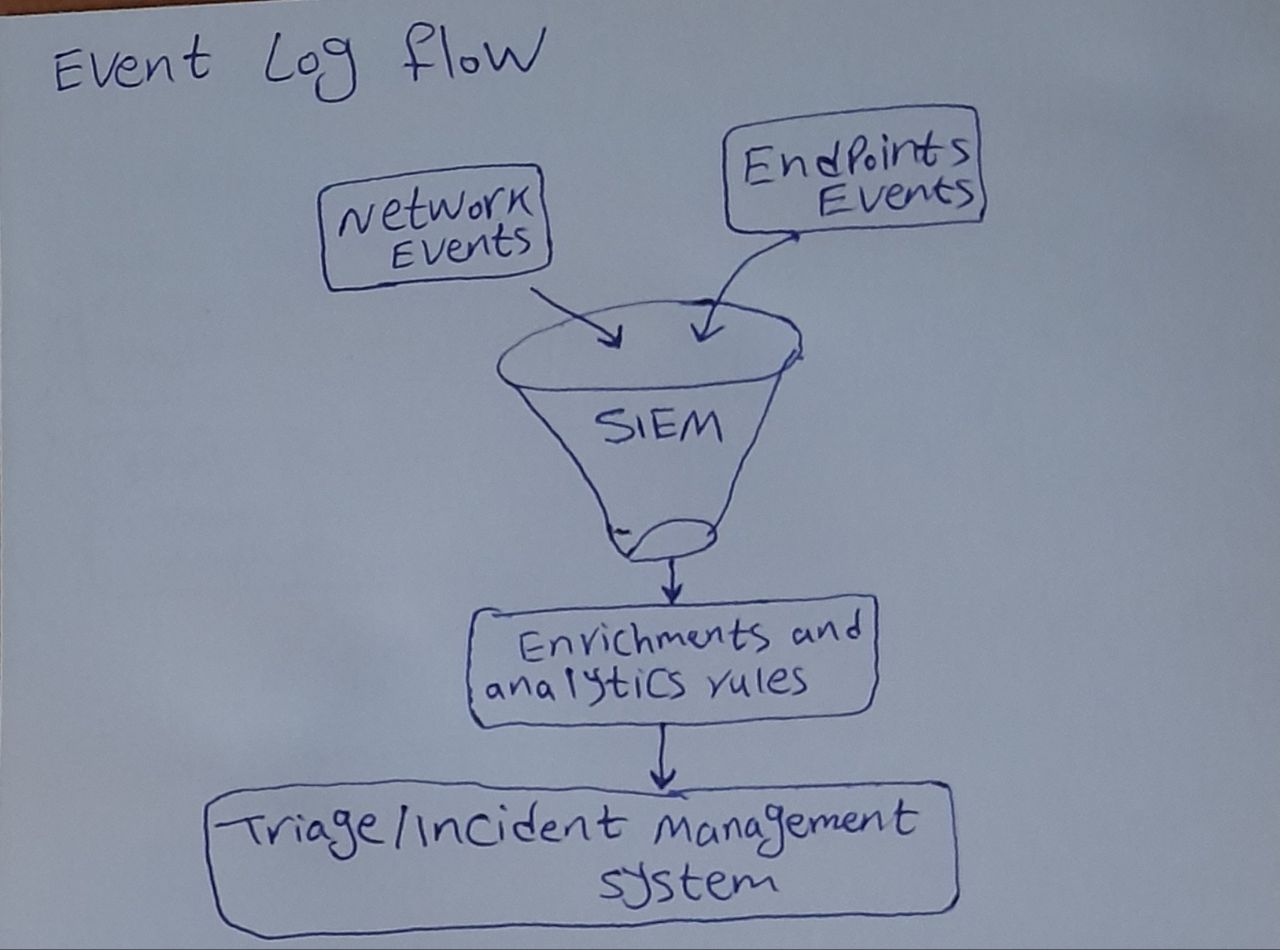 Event Log flow
Network
Events
EndPoints
Events
SIEM
Enrichments and
analytics rules
Triage/Incident Management
system